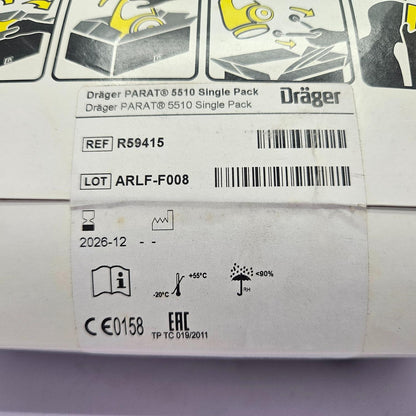 Dräger PARAT® 5510 Single Pack
Dräger PARAT® 5510 Single Pack
Dräger
REF R59415
LOT ARLF-F008
2026-12 - -
i
+55°C
-20°C
<90%
RH
CE0158
EAC
TP TC 019/2011